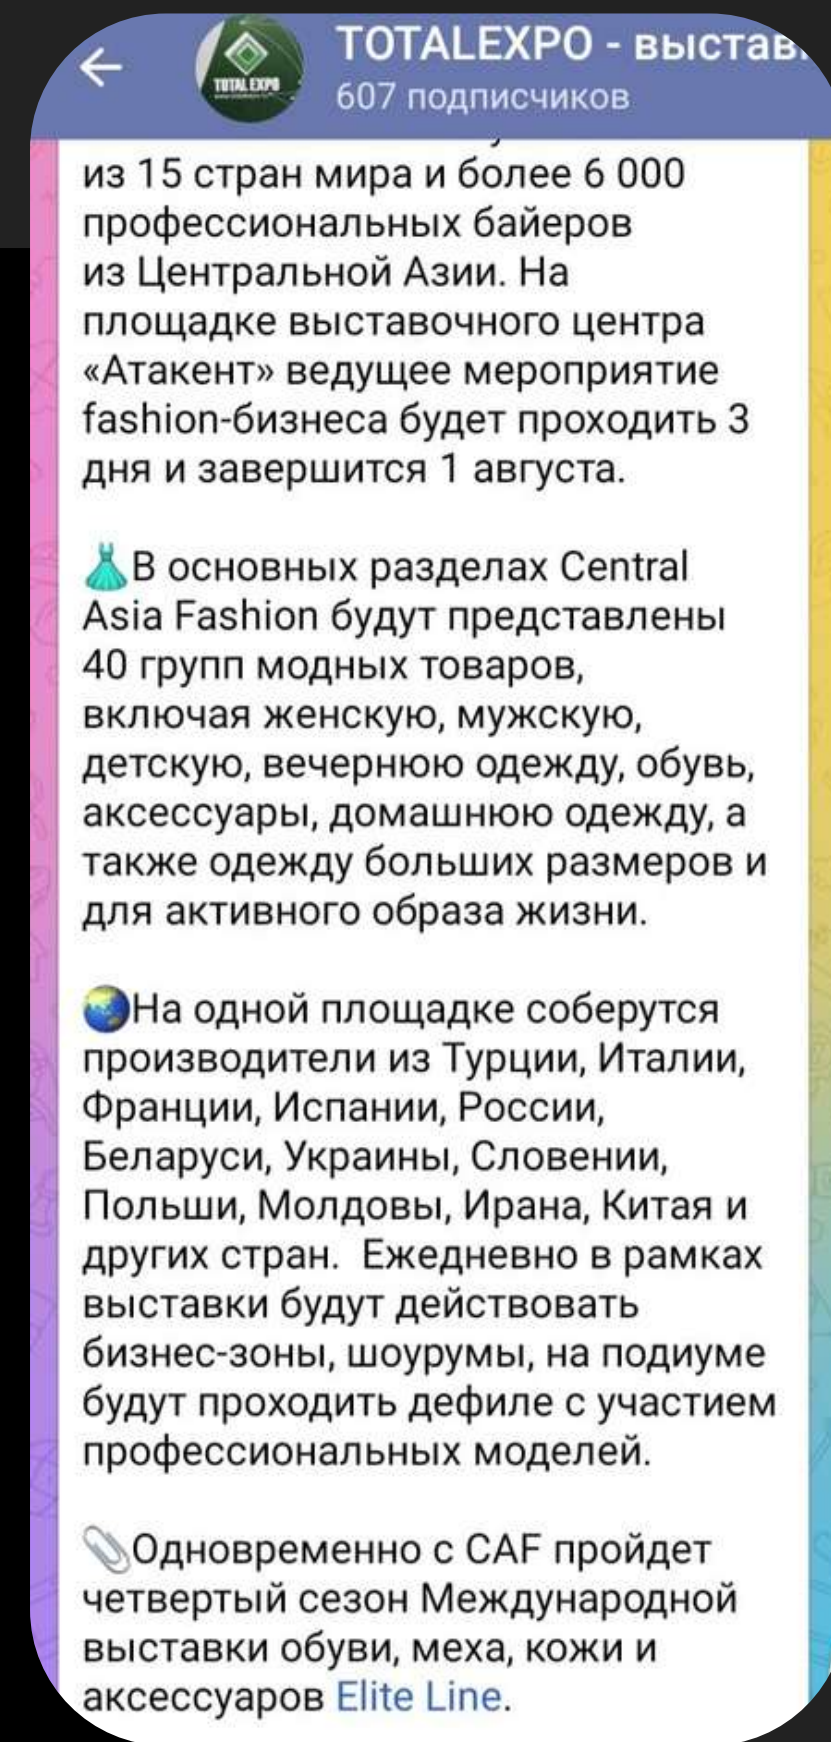 TOTALEXPO - выстав
607 подписчиков
TOTAL EXPO
из 15 стран мира и более 6 000
профессиональных байеров
из Центральной Азии. На
площадке выставочного центра
«Атакент» ведущее мероприятие
fashion-бизнеса будет проходить 3
дня и завершится 1 августа.
👗В основных разделах Central
Asia Fashion будут представлены
40 групп модных товаров,
включая женскую, мужскую,
детскую, вечернюю одежду, обувь,
аксессуары, домашнюю одежду, а
также одежду больших размеров и
для активного образа жизни.
🌏На одной площадке соберутся
производители из Турции, Италии,
Франции, Испании, России,
Беларуси, Украины, Словении,
Польши, Молдовы, Ирана, Китая и
других стран.  Ежедневно в рамках
выставки будут действовать
бизнес-зоны, шоурумы, на подиуме
будут проходить дефиле с участием
профессиональных моделей.
📎Одновременно с CAF пройдет
четвертый сезон Международной
выставки обуви, меха, кожи и
аксессуаров Elite Line.